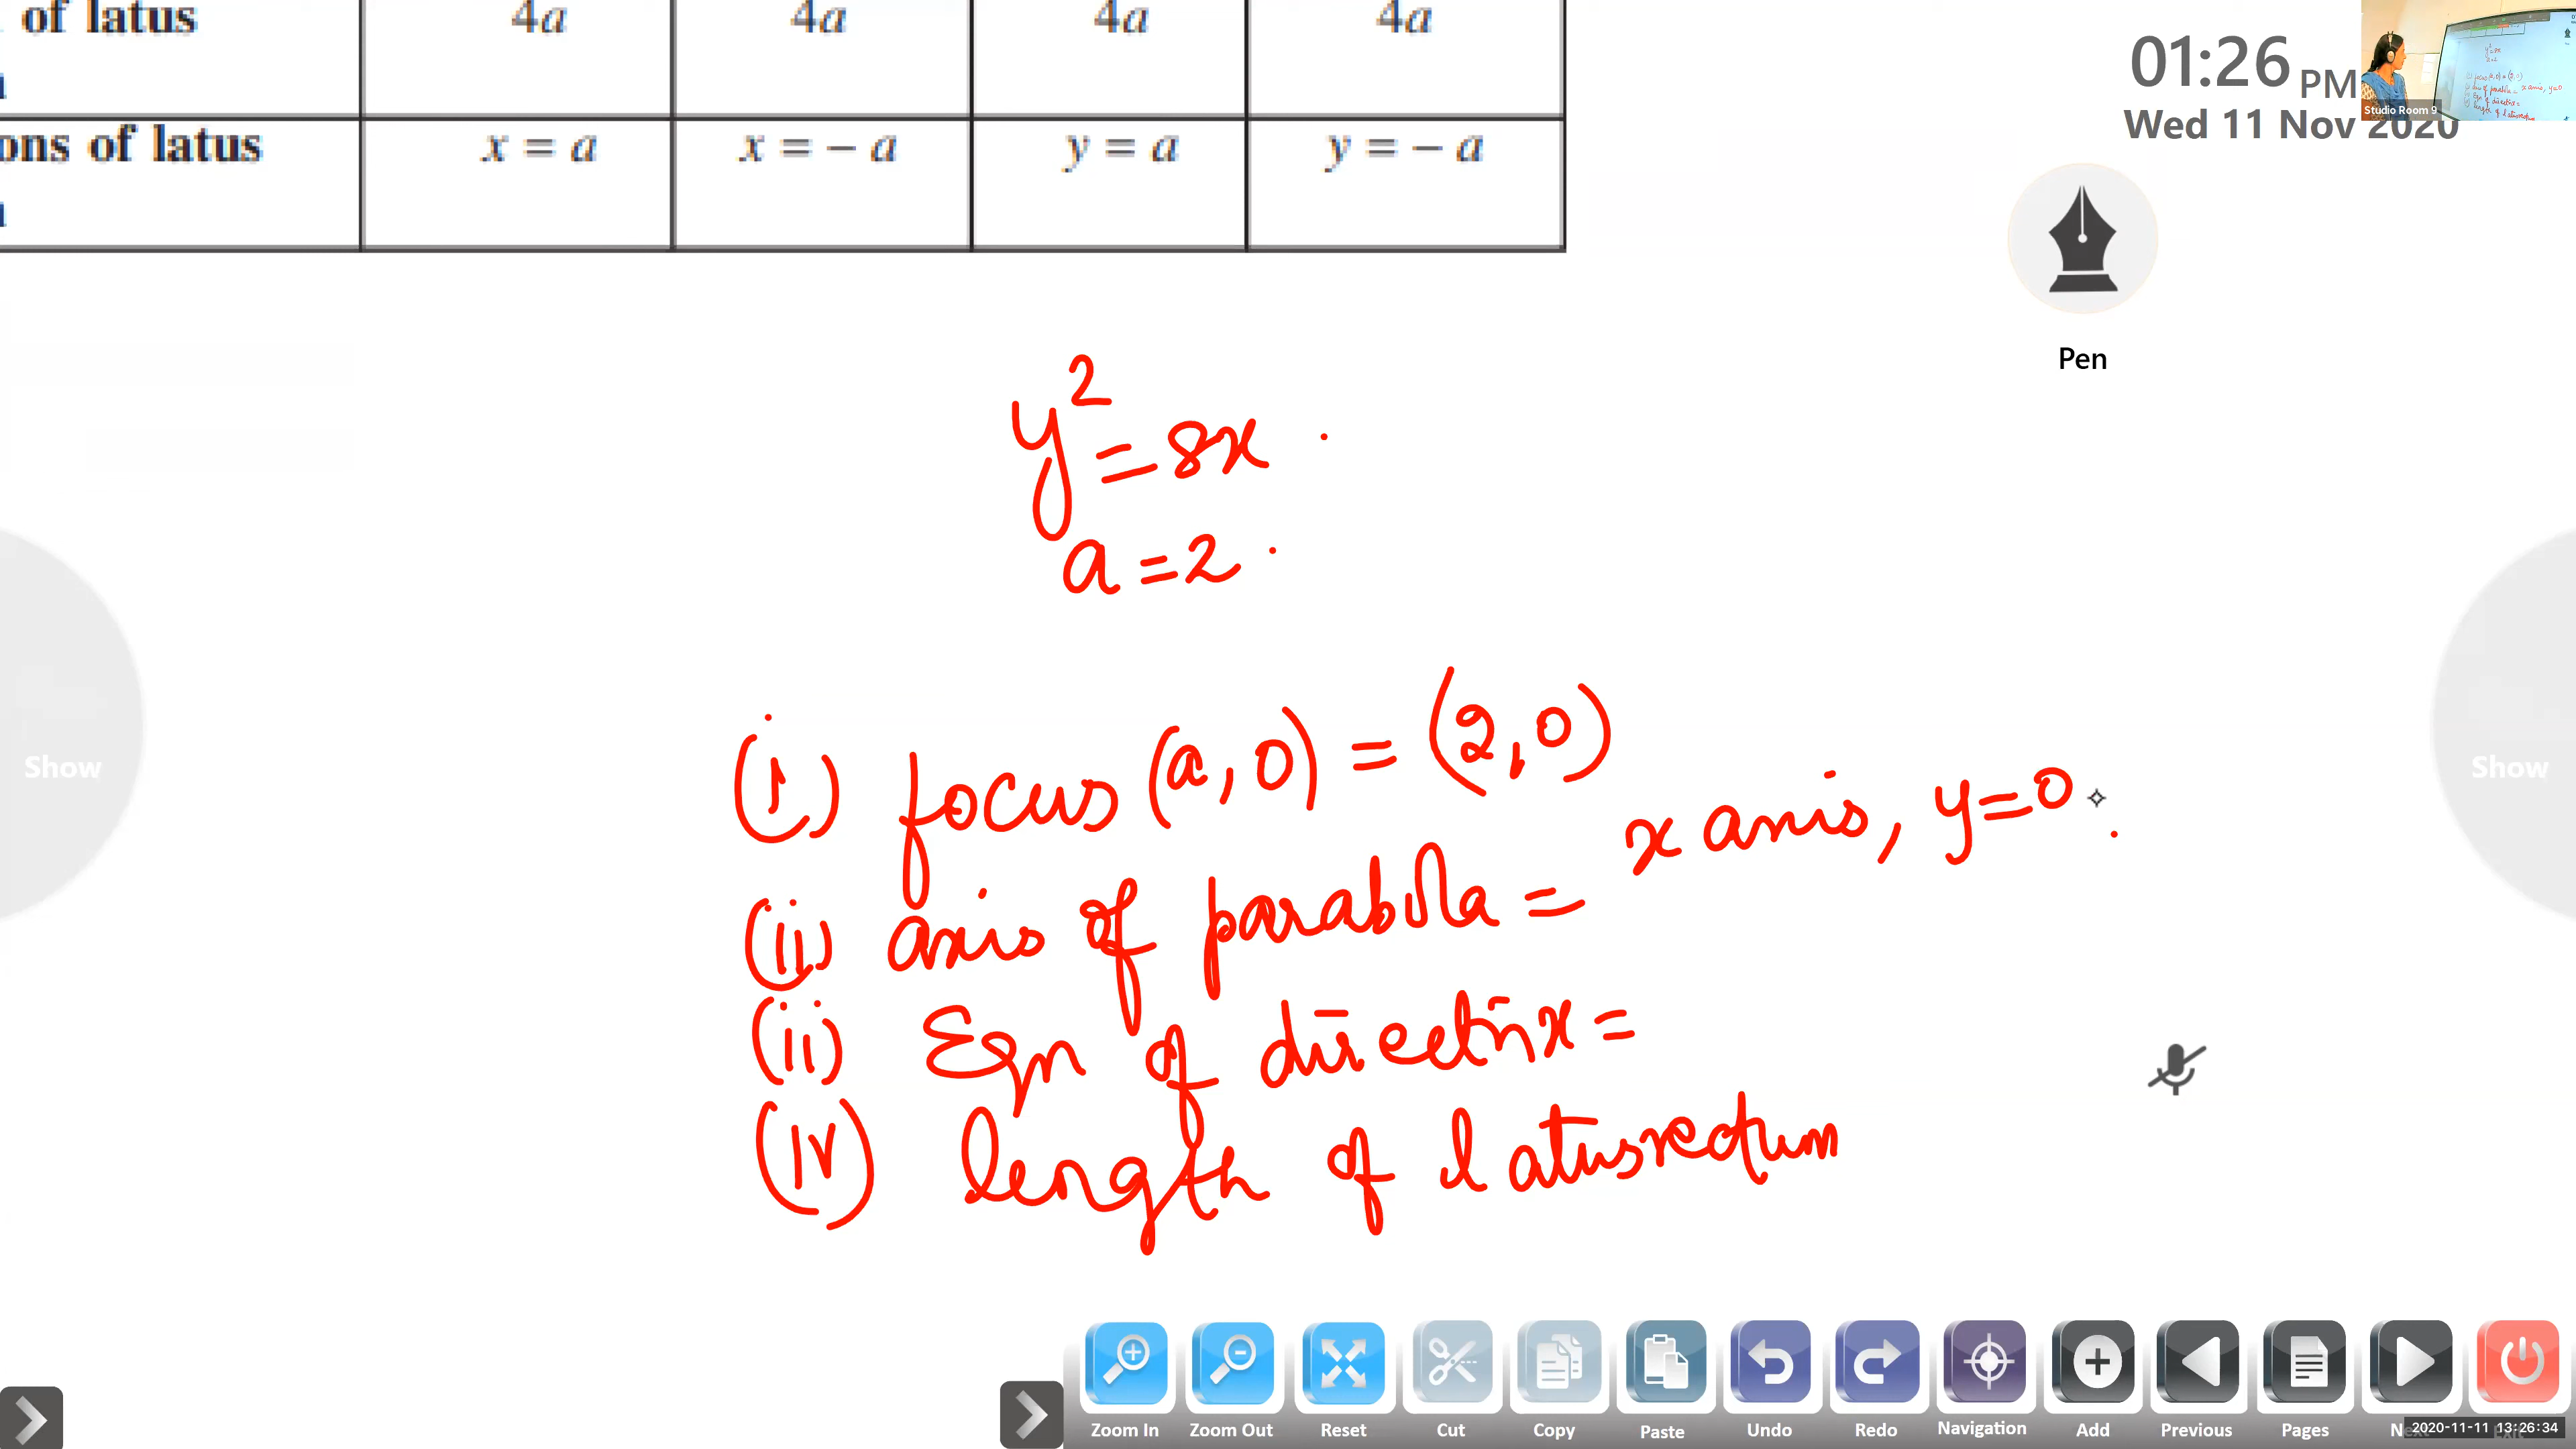 of latus 4a 4a 4a 4a
ons of latus x = a x = – a y = a y = – a
01:26 PM
Wed 11 Nov 2020
Studio Room 9
Pen
y² = 8x
a = 2
(i) focus (a, 0) = (2, 0)
(ii) axis of parabola = x axis, y = 0
(iii) Eqn of directrix =
(iv) length of latusrectum
Show
Show
Zoom In Zoom Out Reset Cut Copy Paste Undo Redo Navigation Add Previous Pages
2020-11-11 13:26:34